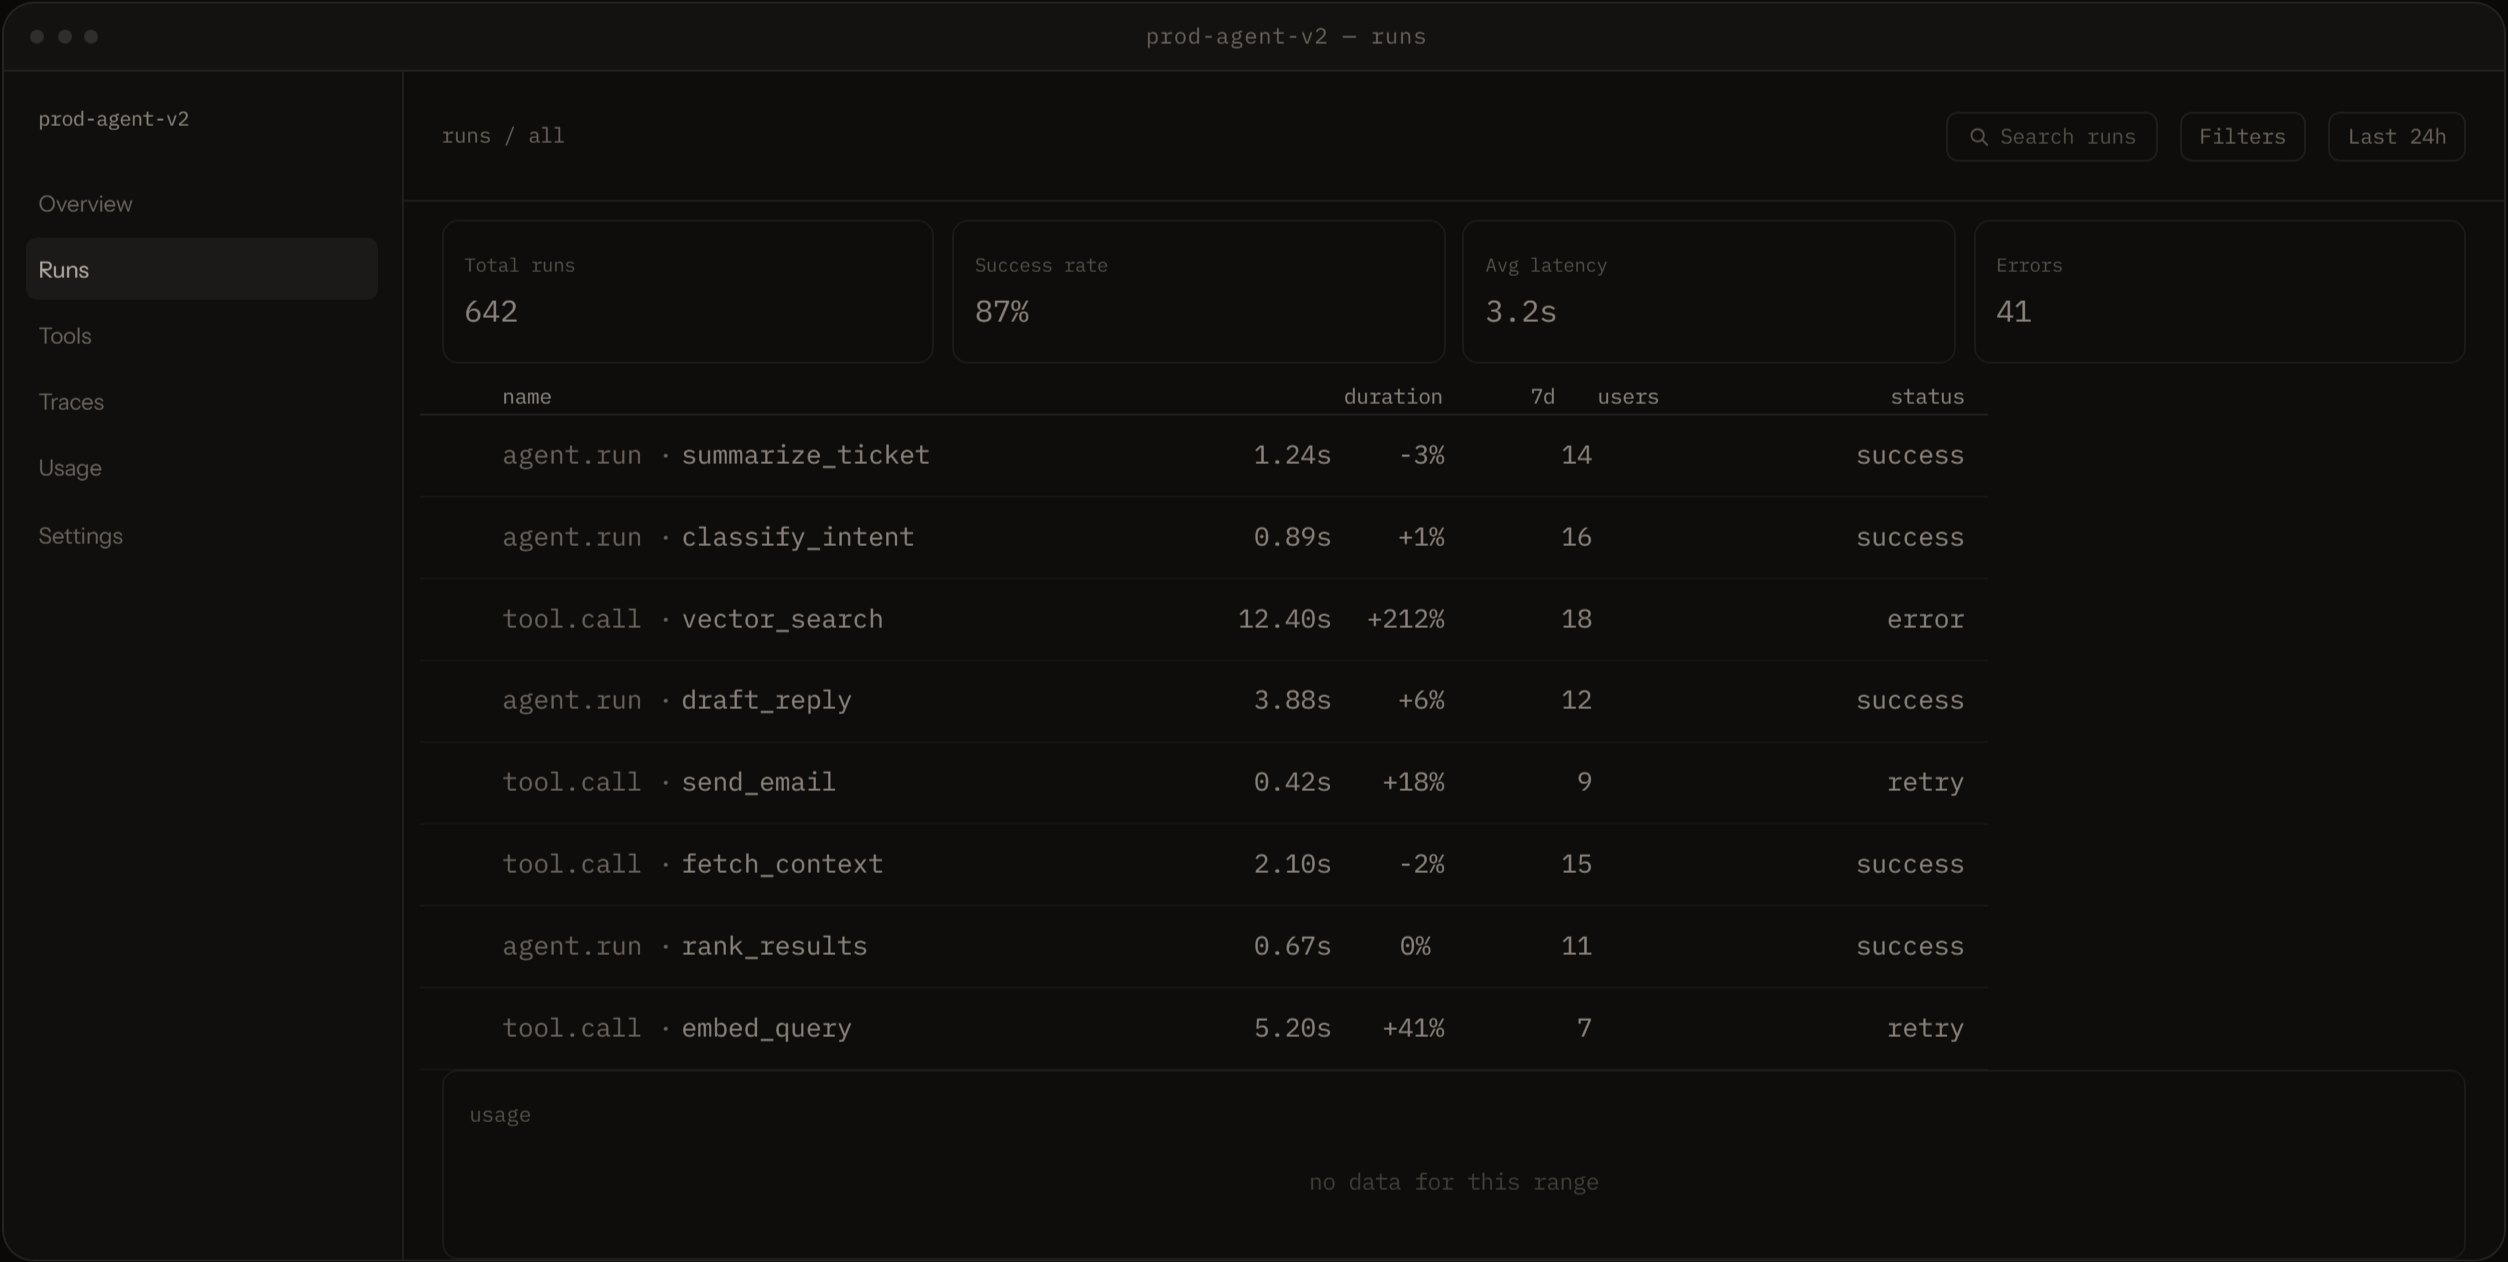 prod-agent-v2 — runs
prod-agent-v2
Overview
Runs
Tools
Traces
Usage
Settings
runs / all
Search runs
Filters
Last 24h
Total runs
642
Success rate
87%
Avg latency
3.2s
Errors
41
name duration 7d users status
agent.run · summarize_ticket 1.24s -3% 14 success
agent.run · classify_intent 0.89s +1% 16 success
tool.call · vector_search 12.40s +212% 18 error
agent.run · draft_reply 3.88s +6% 12 success
tool.call · send_email 0.42s +18% 9 retry
tool.call · fetch_context 2.10s -2% 15 success
agent.run · rank_results 0.67s 0% 11 success
tool.call · embed_query 5.20s +41% 7 retry
usage
no data for this range